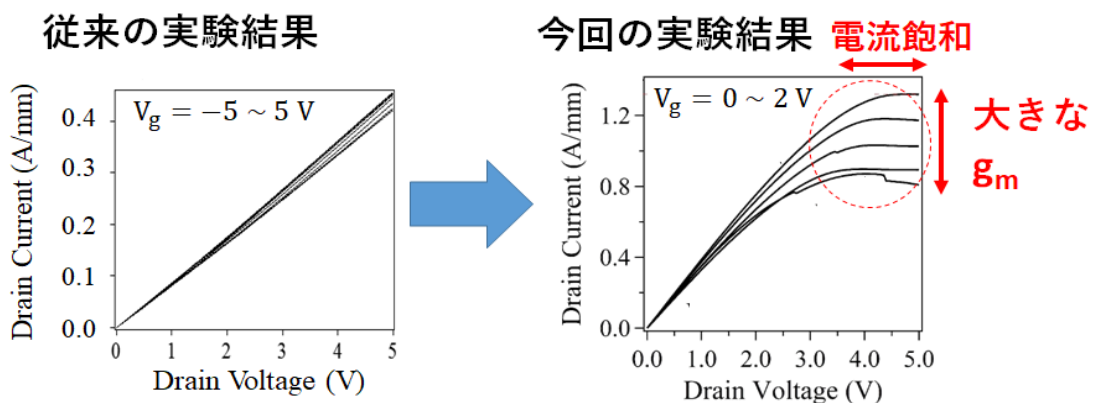 従来の実験結果
今回の実験結果
電流飽和
V_g = −5 ~ 5 V
Drain Current (A/mm)
0.4
0.3
0.2
0.1
0.0
0 1 2 3 4 5
Drain Voltage (V)
V_g = 0 ~ 2 V
Drain Current (A/mm)
1.2
0.8
0.4
0.0
0.0 1.0 2.0 3.0 4.0 5.0
Drain Voltage (V)
大きな
g_m